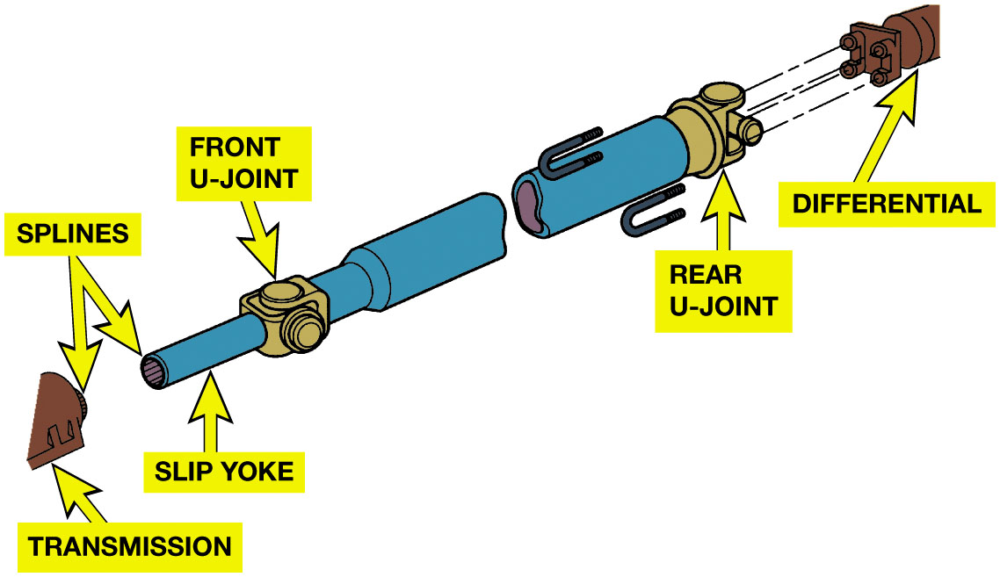 FRONT
U-JOINT
SPLINES
DIFFERENTIAL
REAR
U-JOINT
SLIP YOKE
TRANSMISSION